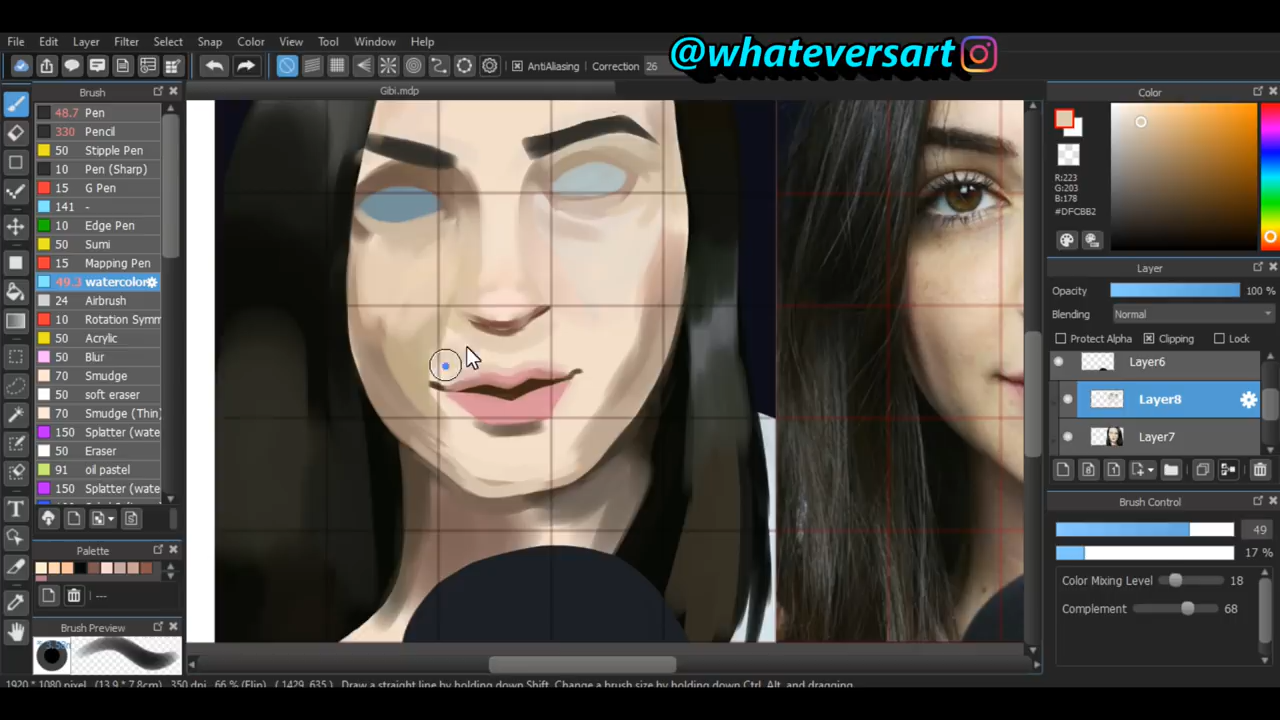 @whateversart
File Edit Layer Filter Select Snap Color View Tool Window Help
AntiAliasing Correction 26
Brush
Gibi.mdp
48.7 Pen
330 Pencil
50 Stipple Pen
10 Pen (Sharp)
15 G Pen
141 -
10 Edge Pen
50 Sumi
15 Mapping Pen
49.3 watercolor
24 Airbrush
10 Rotation Symm
50 Acrylic
50 Blur
70 Smudge
50 soft eraser
70 Smudge (Thin)
150 Splatter (wate
50 Eraser
91 oil pastel
150 Splatter (wate
Palette
---
Brush Preview
Color
R:223
G:203
B:178
#DFCBB2
Layer
Opacity 100 %
Blending Normal
Protect Alpha Clipping Lock
Layer6
Layer8
Layer7
Brush Control
49
17 %
Color Mixing Level 18
Complement 68
1920 * 1080 pixel (13.9 * 7.8cm) 350 dpi 66 % (Flip) ( 1429, 635 ) Draw a straight line by holding down Shift, Change a brush size by holding down Ctrl, Alt, and dragging